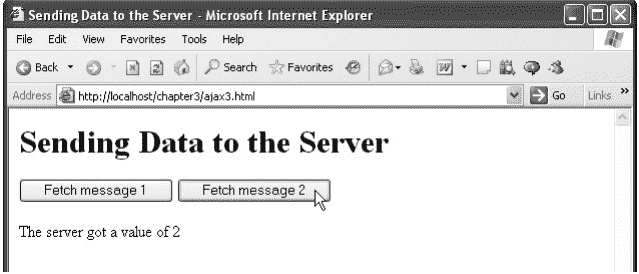 Sending Data to the Server - Microsoft Internet Explorer
File Edit View Favorites Tools Help
Back Search Favorites W
Address http://localhost/chapter3/ajax3.html Go Links »
Sending Data to the Server
Fetch message 1 Fetch message 2
The server got a value of 2